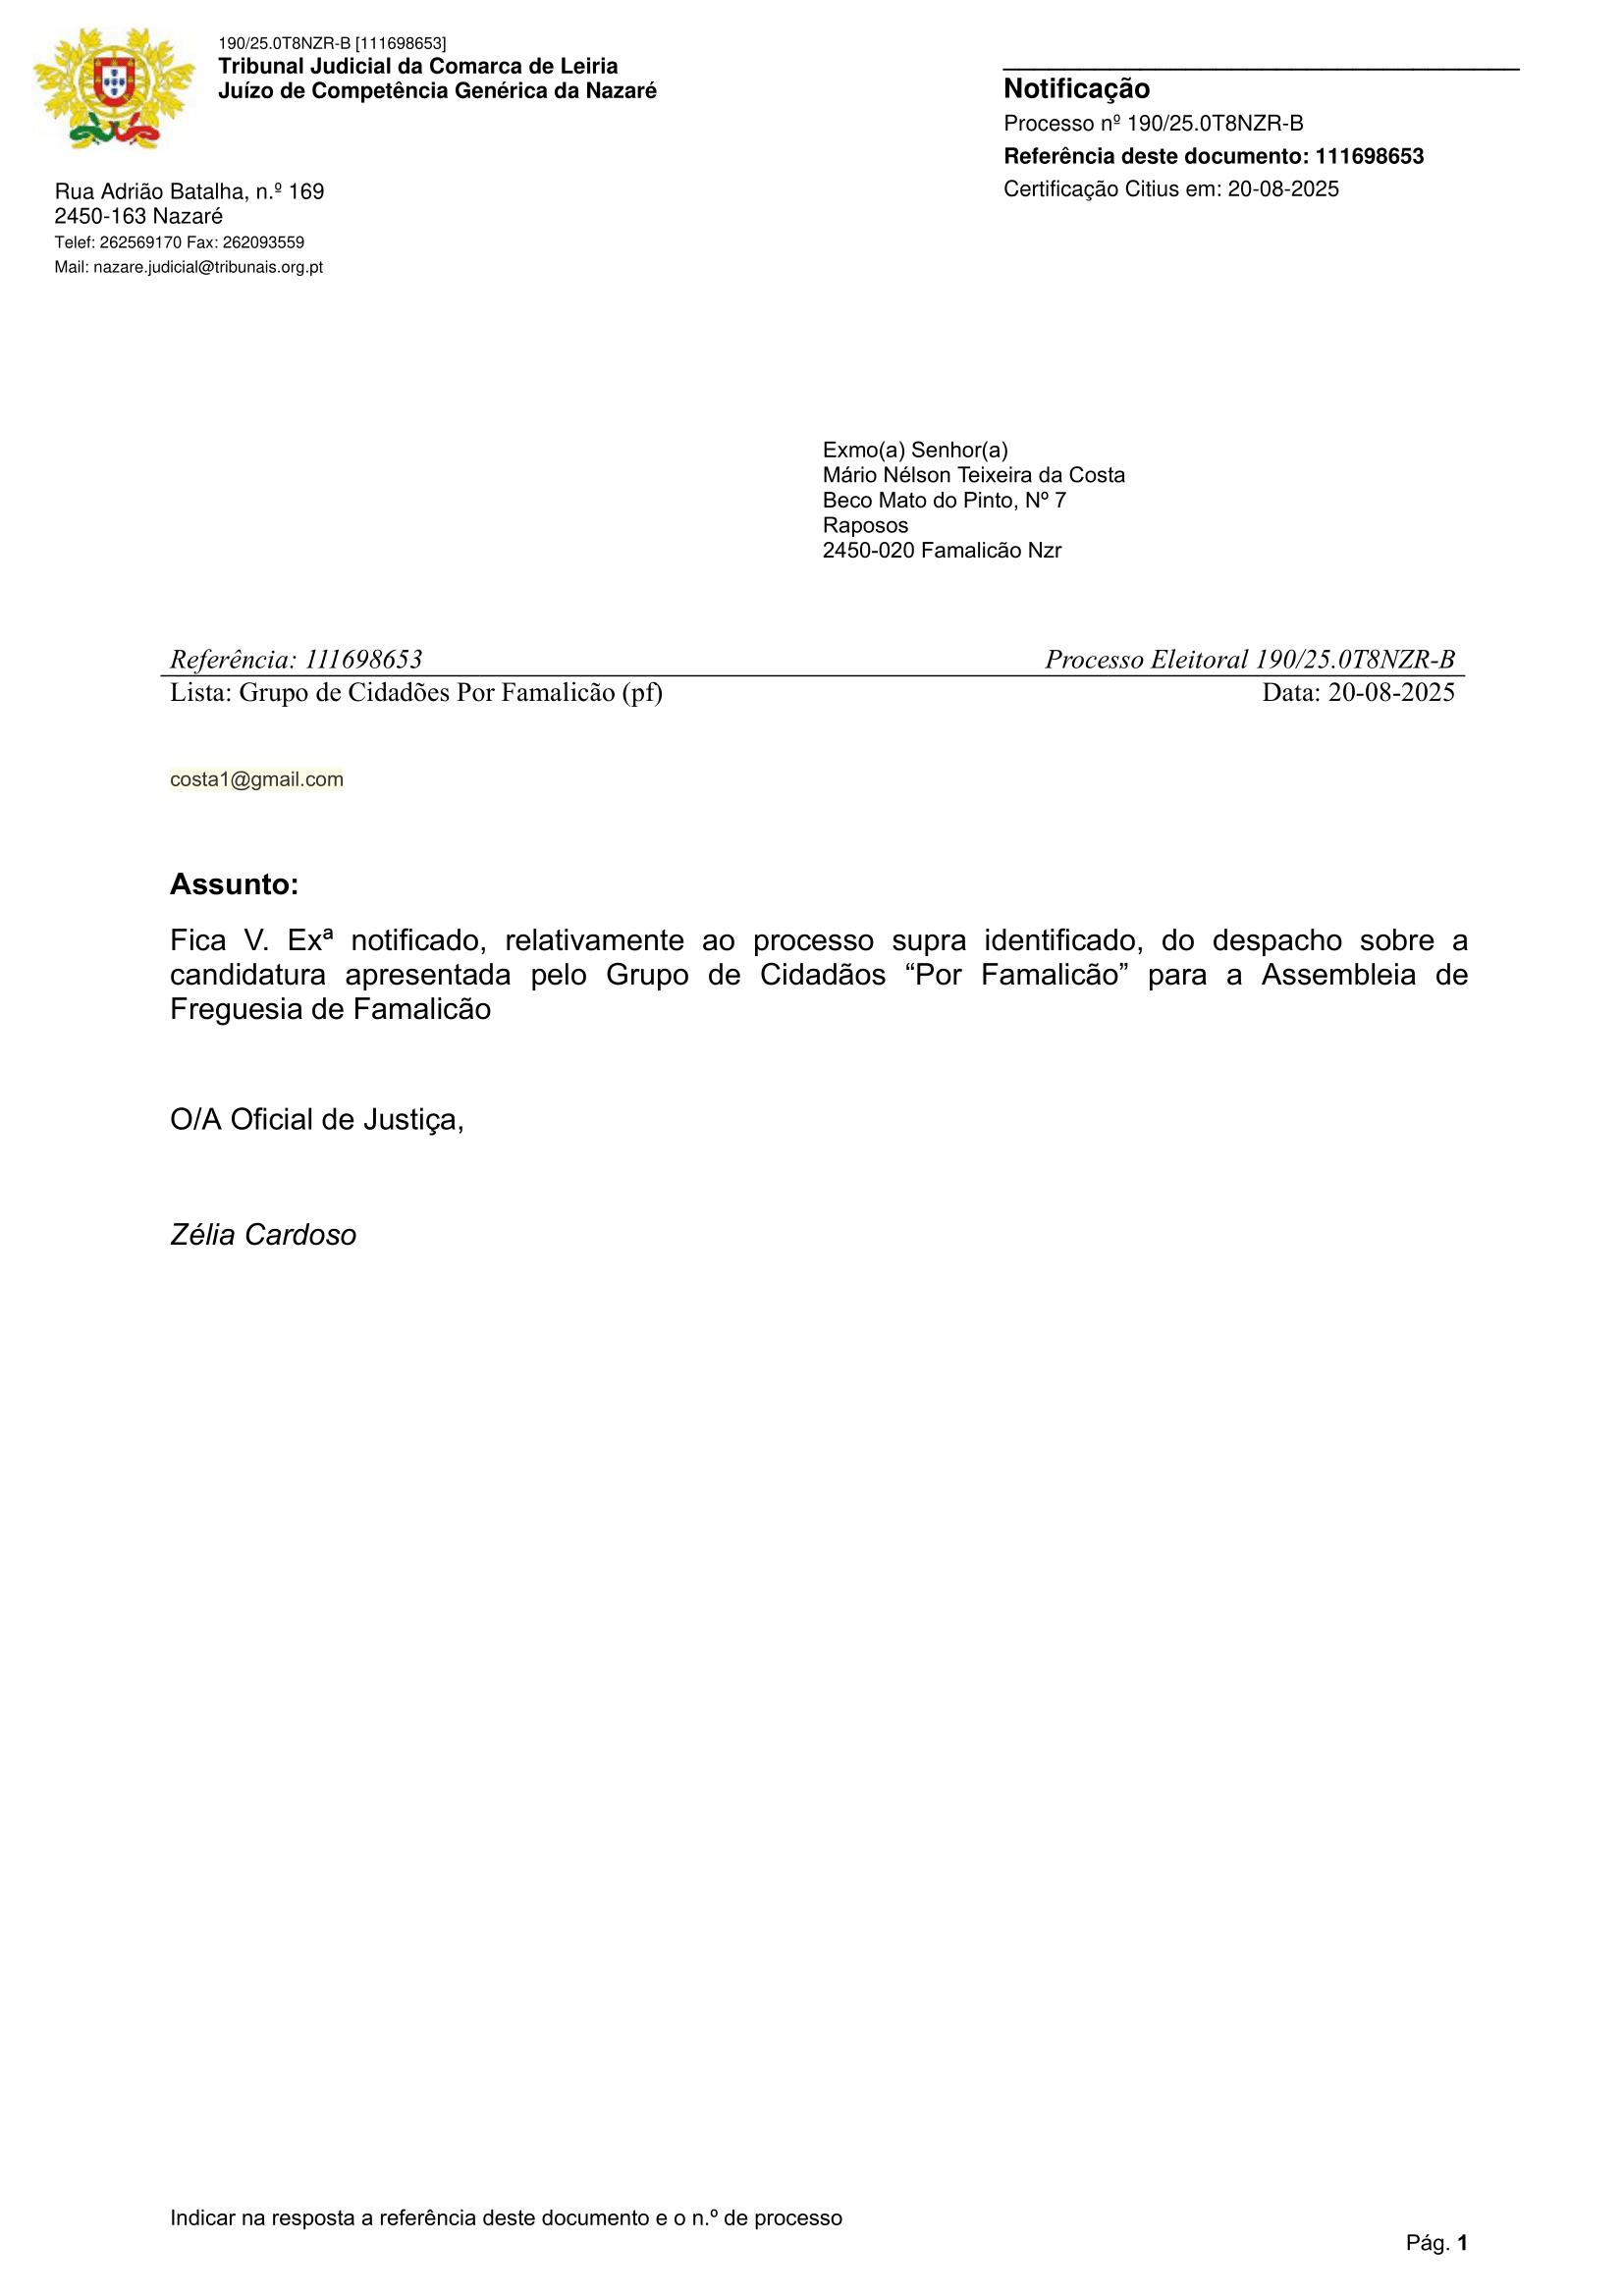 190/25.0T8NZR-B [111698653]
Tribunal Judicial da Comarca de Leiria
Juízo de Competência Genérica da Nazaré
Rua Adrião Batalha, n.º 169
2450-163 Nazaré
Telef: 262569170 Fax: 262093559
Mail: nazare.judicial@tribunais.org.pt
Notificação
Processo nº 190/25.0T8NZR-B
Referência deste documento: 111698653
Certificação Citius em: 20-08-2025
Exmo(a) Senhor(a)
Mário Nélson Teixeira da Costa
Beco Mato do Pinto, Nº 7
Raposos
2450-020 Famalicão Nzr
Referência: 111698653 Processo Eleitoral 190/25.0T8NZR-B
Lista: Grupo de Cidadões Por Famalicão (pf) Data: 20-08-2025
costa1@gmail.com
Assunto:
Fica V. Exª notificado, relativamente ao processo supra identificado, do despacho sobre a
candidatura apresentada pelo Grupo de Cidadãos “Por Famalicão” para a Assembleia de
Freguesia de Famalicão
O/A Oficial de Justiça,
Zélia Cardoso
Indicar na resposta a referência deste documento e o n.º de processo
Pág. 1